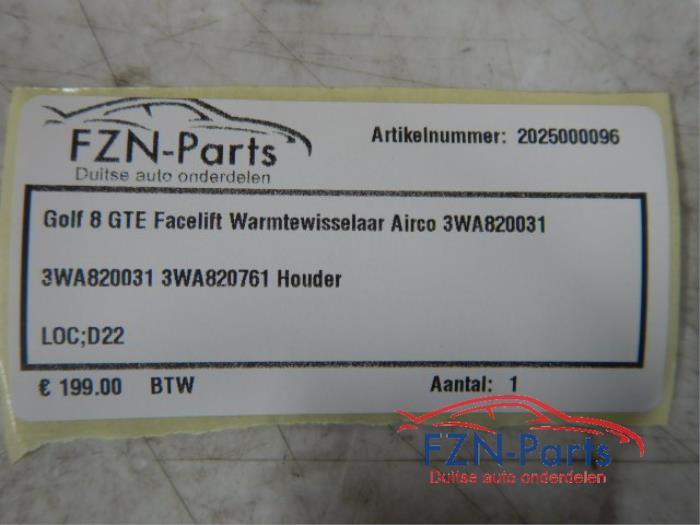 FZN-Parts
Duitse auto onderdelen
Artikelnummer: 2025000096
Golf 8 GTE Facelift Warmtewisselaar Airco 3WA820031
3WA820031 3WA820761 Houder
LOC;D22
€ 199.00 BTW Aantal: 1
FZN-Parts
Duitse auto onderdelen